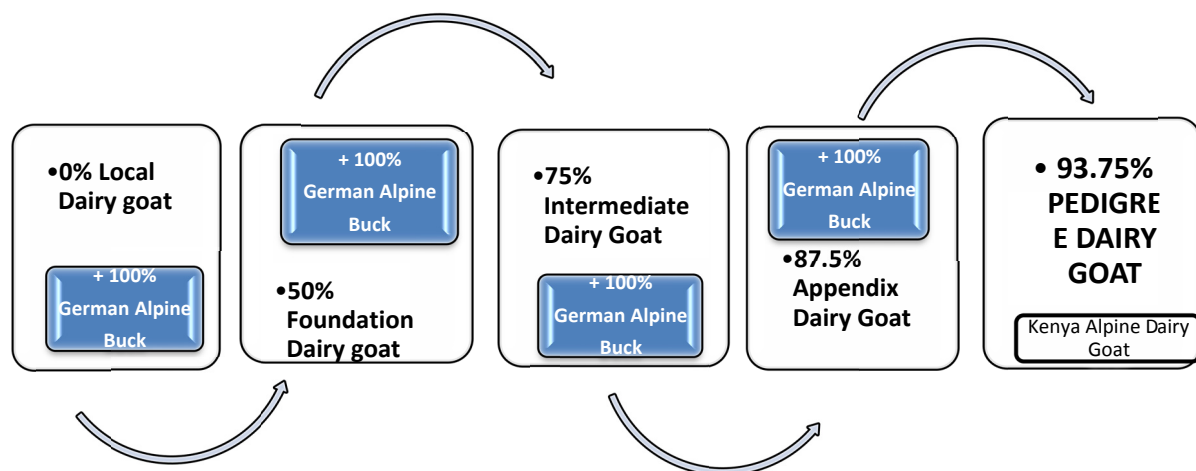 •0% Local
Dairy goat
+ 100%
German Alpine
Buck
+ 100%
German Alpine
Buck
•50%
Foundation
Dairy goat
•75%
Intermediate
Dairy Goat
+ 100%
German Alpine
Buck
+ 100%
German Alpine
Buck
•87.5%
Appendix
Dairy Goat
• 93.75%
PEDIGRE
E DAIRY
GOAT
Kenya Alpine Dairy
Goat